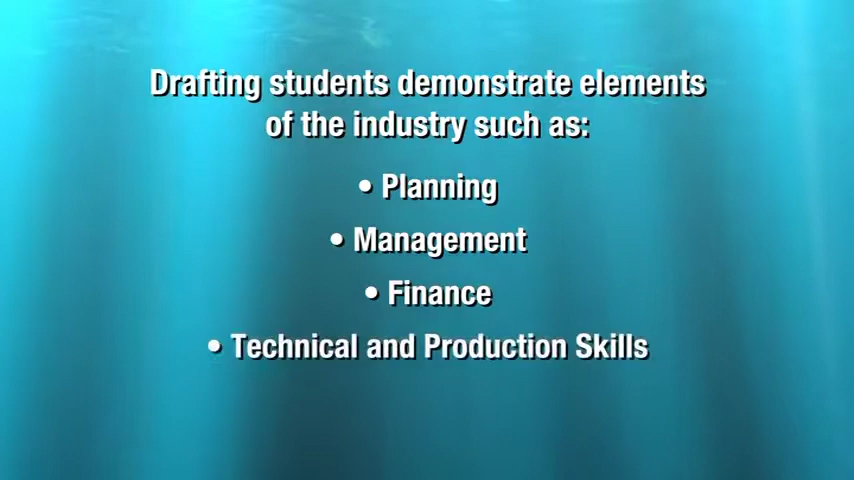 Drafting students demonstrate elements
of the industry such as:
• Planning
• Management
• Finance
• Technical and Production Skills